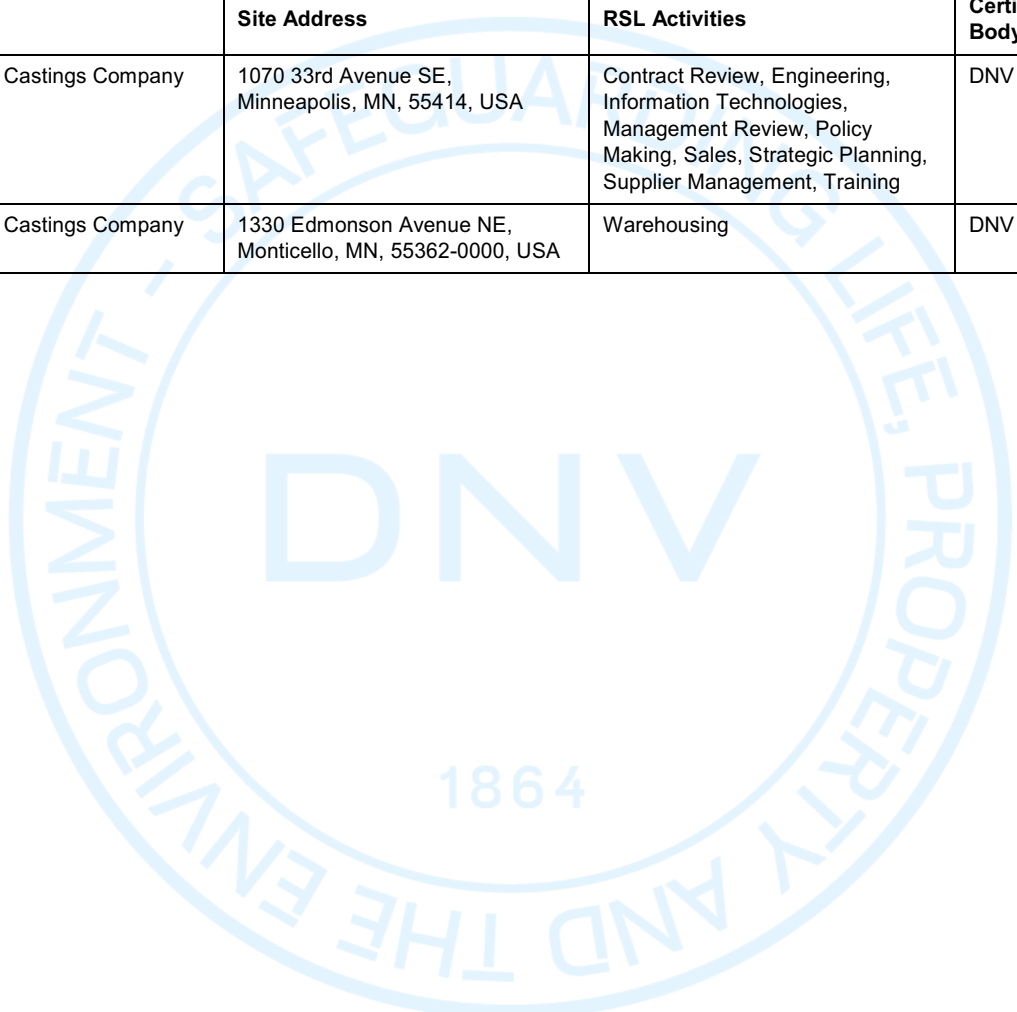 Site Address
RSL Activities
Body
Castings Company
1070 33rd Avenue SE,
Minneapolis, MN, 55414, USA
Contract Review, Engineering,
Information Technologies,
Management Review, Policy
Making, Sales, Strategic Planning,
Supplier Management, Training
DNV
Castings Company
1330 Edmonson Avenue NE,
Monticello, MN, 55362-0000, USA
Warehousing
DNV
SAFEGUARDING LIFE, PROPERTY AND THE ENVIRONMENT -
DNV
1864